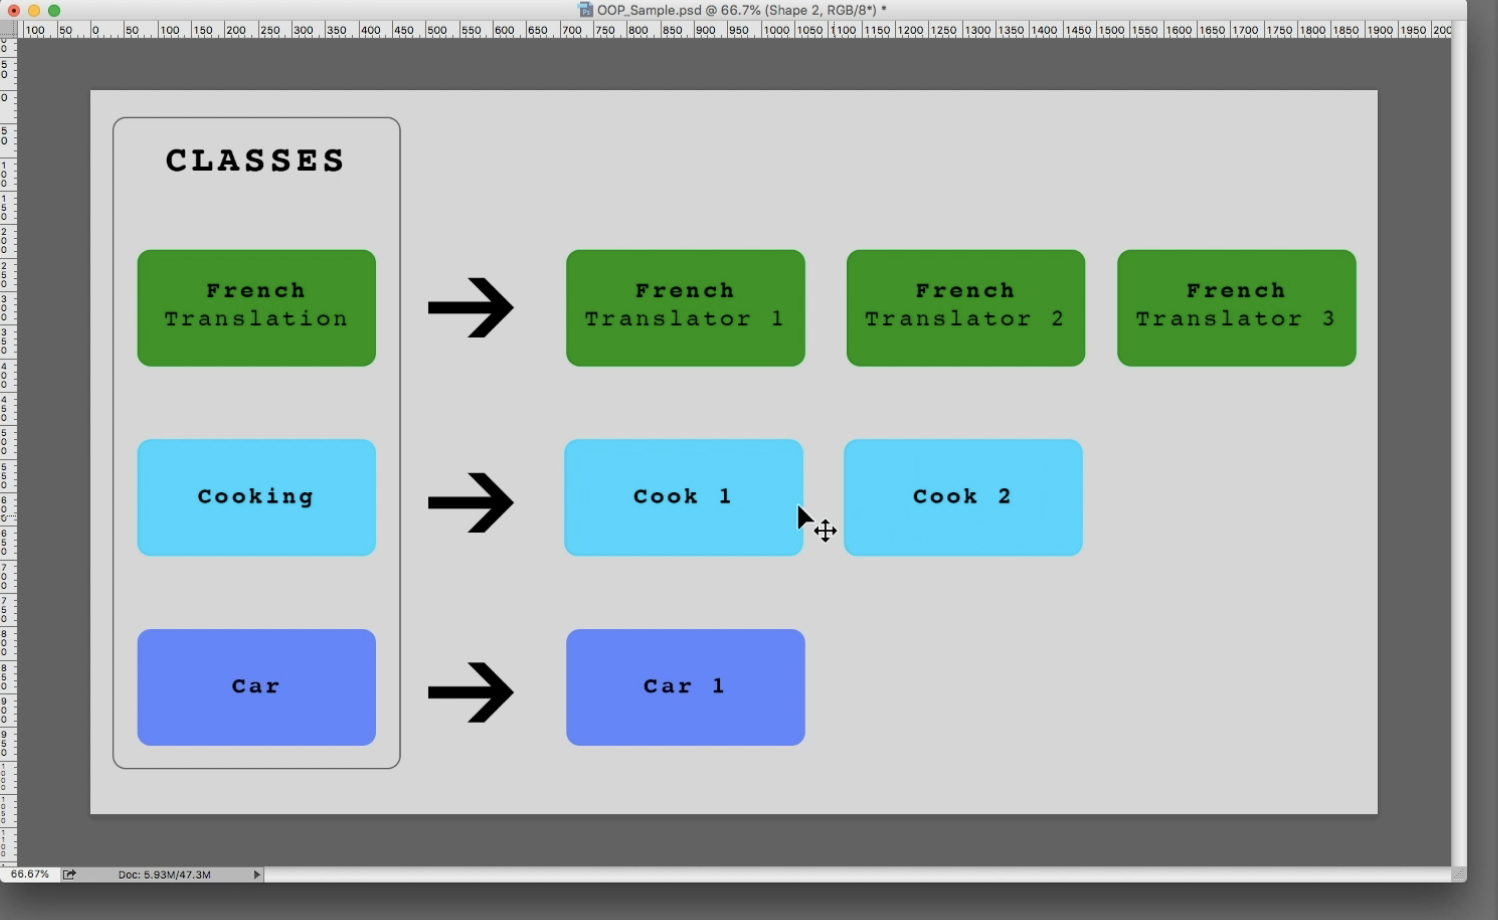 OOP_Sample.psd @ 66.7% (Shape 2, RGB/8*) *
100 50 0 50 100 150 200 250 300 350 400 450 500 550 600 650 700 750 800 850 900 950 1000 1050 1100 1150 1200 1250 1300 1350 1400 1450 1500 1550 1600 1650 1700 1750 1800 1850 1900 1950 200
CLASSES
French
Translation
French
Translator 1
French
Translator 2
French
Translator 3
Cooking
Cook 1
Cook 2
Car
Car 1
66.67%
Doc: 5.93M/47.3M